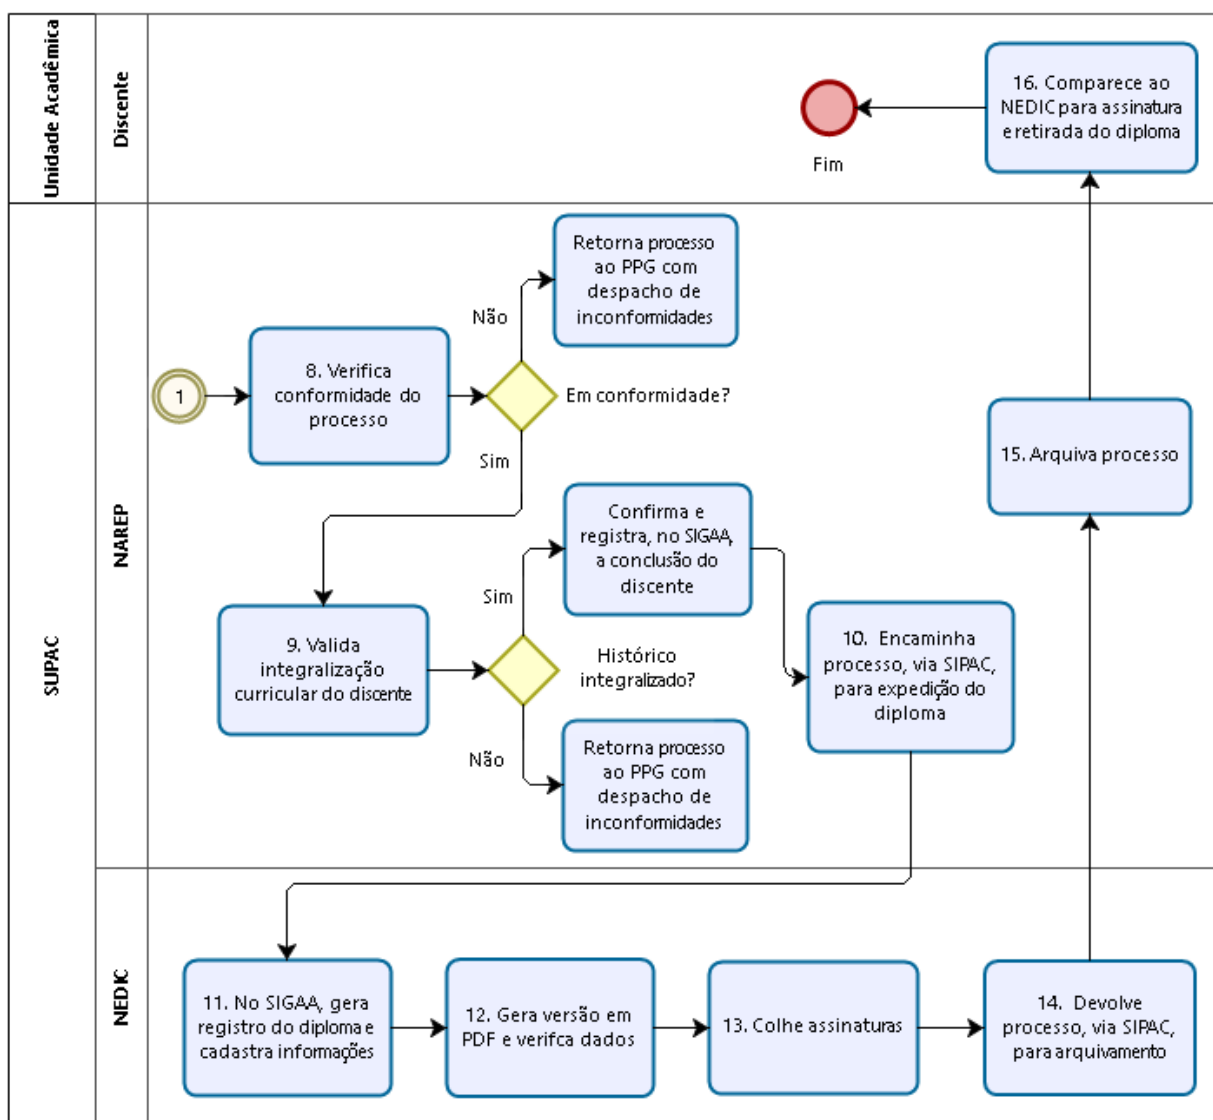 Unidade Acadêmica
Discente
16. Comparece ao
NEDIC para assinatura
e retirada do diploma
Fim
SUPAC
NAREP
Retorna processo
ao PPG com
despacho de
inconformidades
Não
1
8. Verifica
conformidade do
processo
Em conformidade?
Sim
15. Arquiva processo
Confirma e
registra, no SIGAA,
a conclusão do
discente
Sim
9. Valida
integralização
curricular do discente
Histórico
integralizado?
10. Encaminha
processo, via SIPAC,
para expedição do
diploma
Não
Retorna processo
ao PPG com
despacho de
inconformidades
NEDIC
11. No SIGAA, gera
registro do diploma e
cadastra informações
12. Gera versão em
PDF e verifca dados
13. Colhe assinaturas
14. Devolve
processo, via SIPAC,
para arquivamento